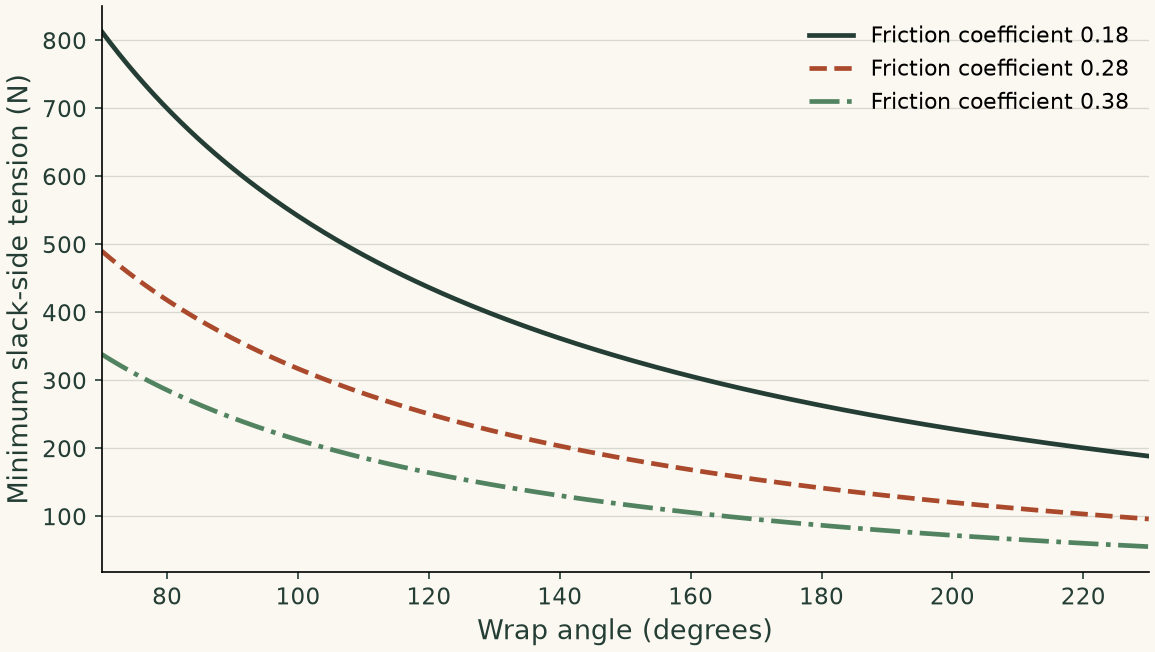 Friction coefficient 0.18
Friction coefficient 0.28
Friction coefficient 0.38
Minimum slack-side tension (N)
800
700
600
500
400
300
200
100
80 100 120 140 160 180 200 220
Wrap angle (degrees)